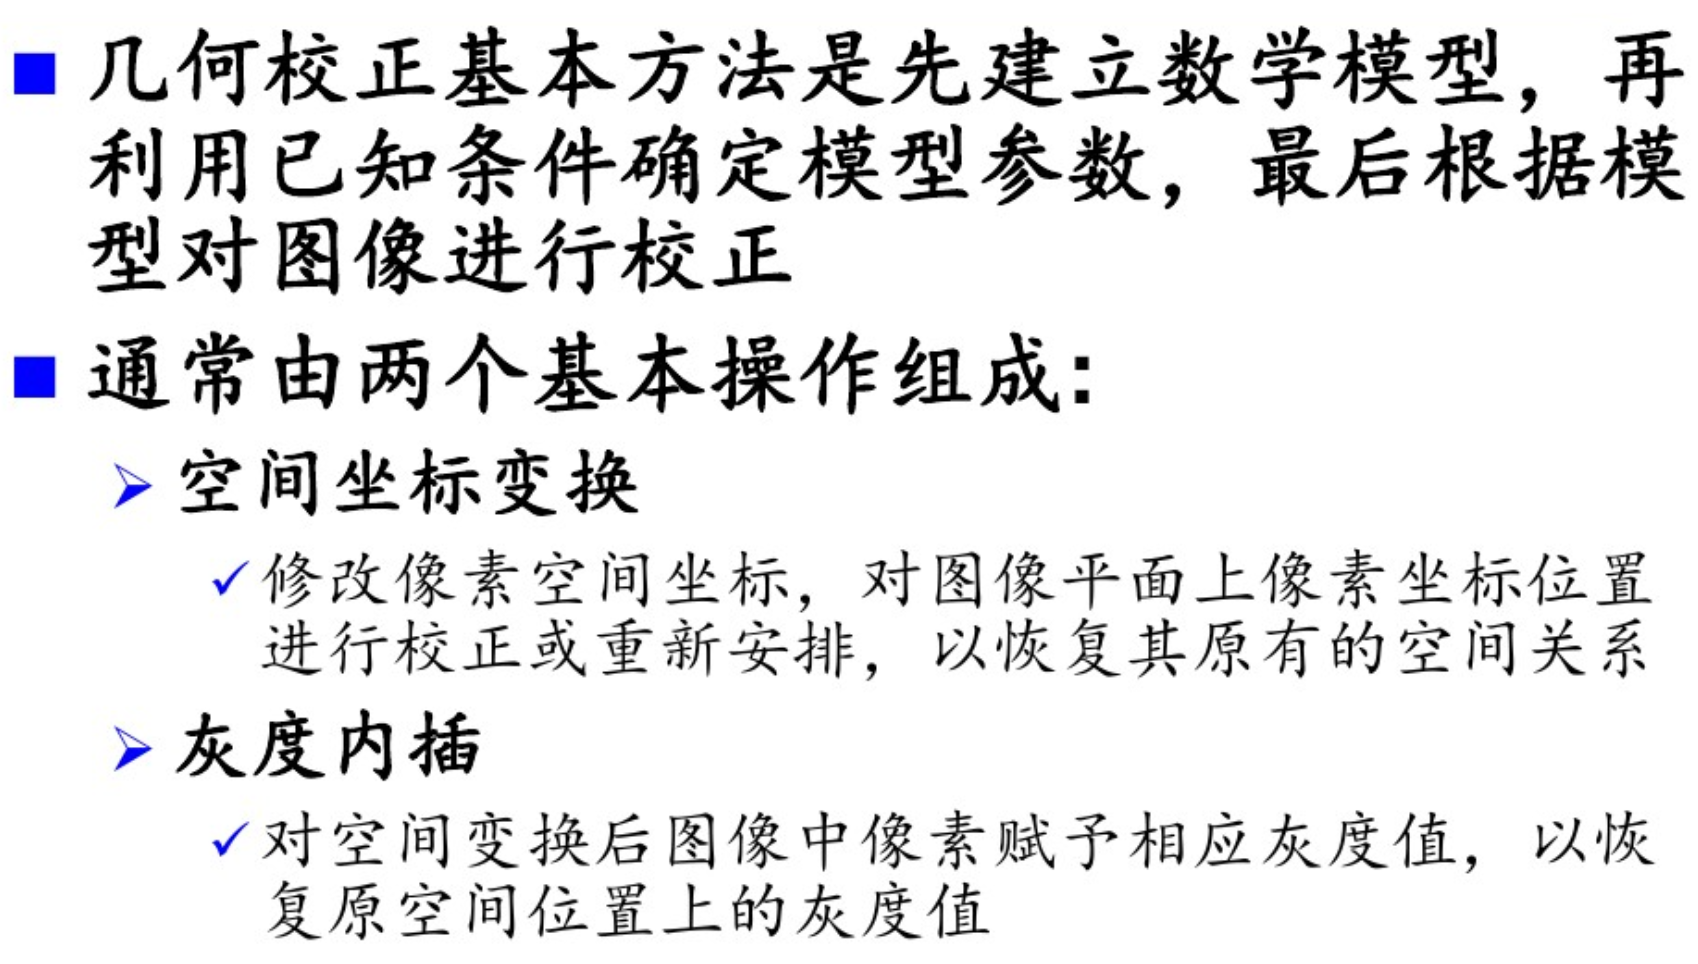 ■ 几何校正基本方法是先建立数学模型，再
利用已知条件确定模型参数，最后根据模
型对图像进行校正
■ 通常由两个基本操作组成：
➢ 空间坐标变换
✓ 修改像素空间坐标，对图像平面上像素坐标位置
进行校正或重新安排，以恢复其原有的空间关系
➢ 灰度内插
✓ 对空间变换后图像中像素赋予相应灰度值，以恢
复原空间位置上的灰度值